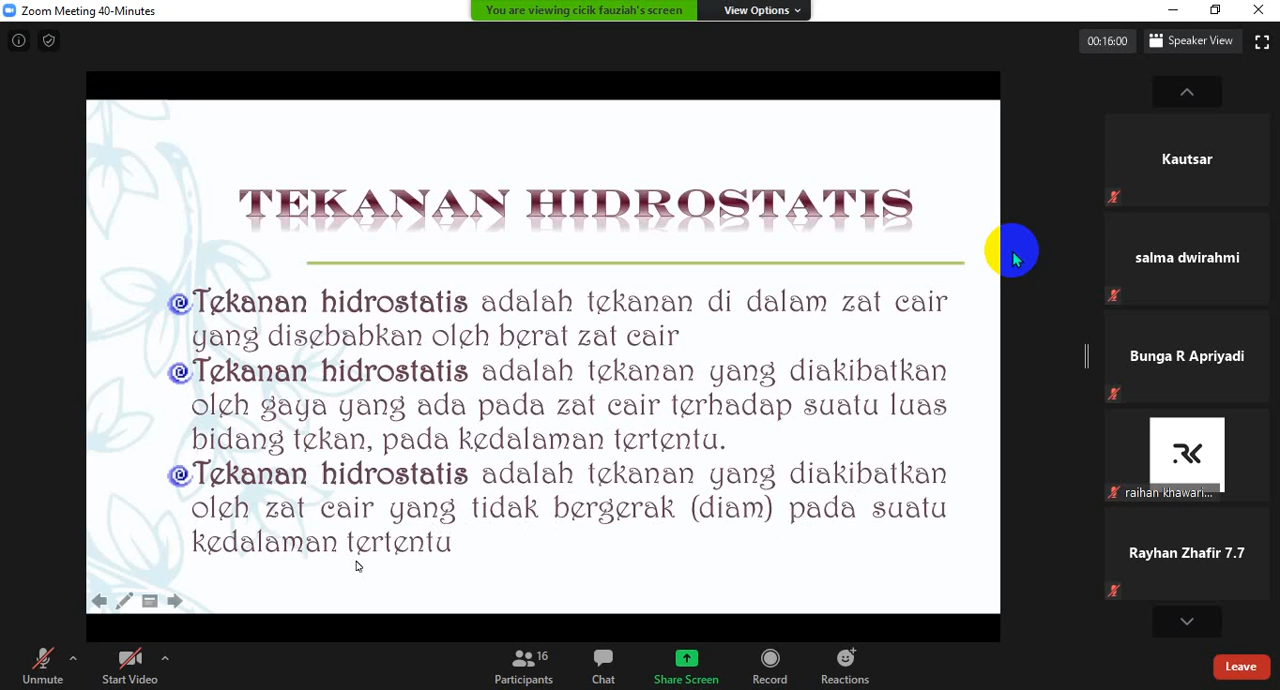 Zoom Meeting 40-Minutes
You are viewing cicik fauziah's screen
View Options
00:16:00
Speaker View
TEKANAN HIDROSTATIS
Tekanan hidrostatis adalah tekanan di dalam zat cair
yang disebabkan oleh berat zat cair
Tekanan hidrostatis adalah tekanan yang diakibatkan
oleh gaya yang ada pada zat cair terhadap suatu luas
bidang tekan, pada kedalaman tertentu.
Tekanan hidrostatis adalah tekanan yang diakibatkan
oleh zat cair yang tidak bergerak (diam) pada suatu
kedalaman tertentu
Kautsar
salma dwirahmi
Bunga R Apriyadi
.RK
raihan khawari...
Rayhan Zhafir 7.7
Unmute
Start Video
16
Participants
Chat
Share Screen
Record
Reactions
Leave